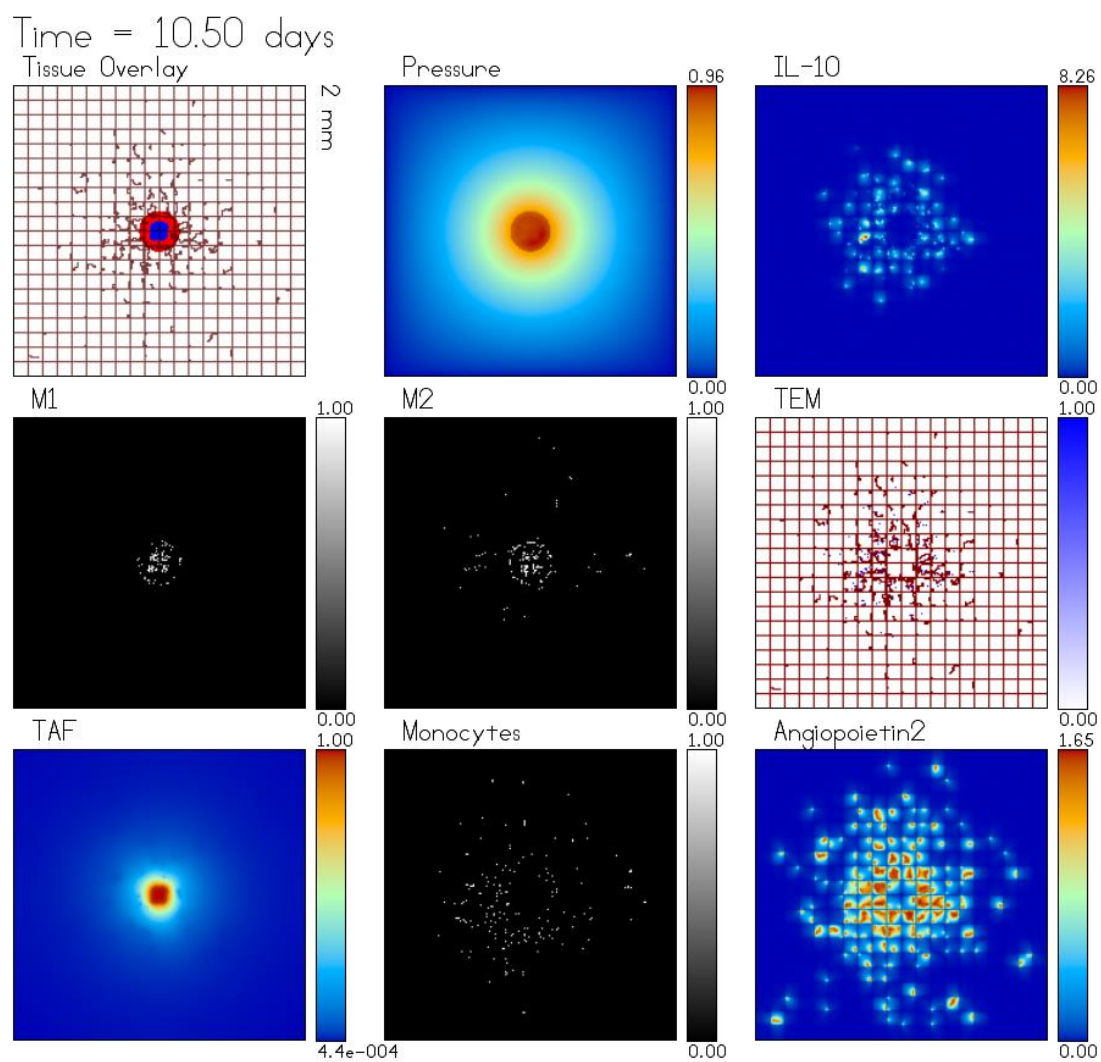 Time = 10.50 days
Tissue Overlay
Pressure
0.96
IL-10
8.26
2 mm
0.00
0.00
M1
1.00
M2
1.00
TEM
1.00
0.00
0.00
0.00
TAF
1.00
Monocytes
1.00
Angiopoietin2
1.65
4.4e-004
0.00
0.00